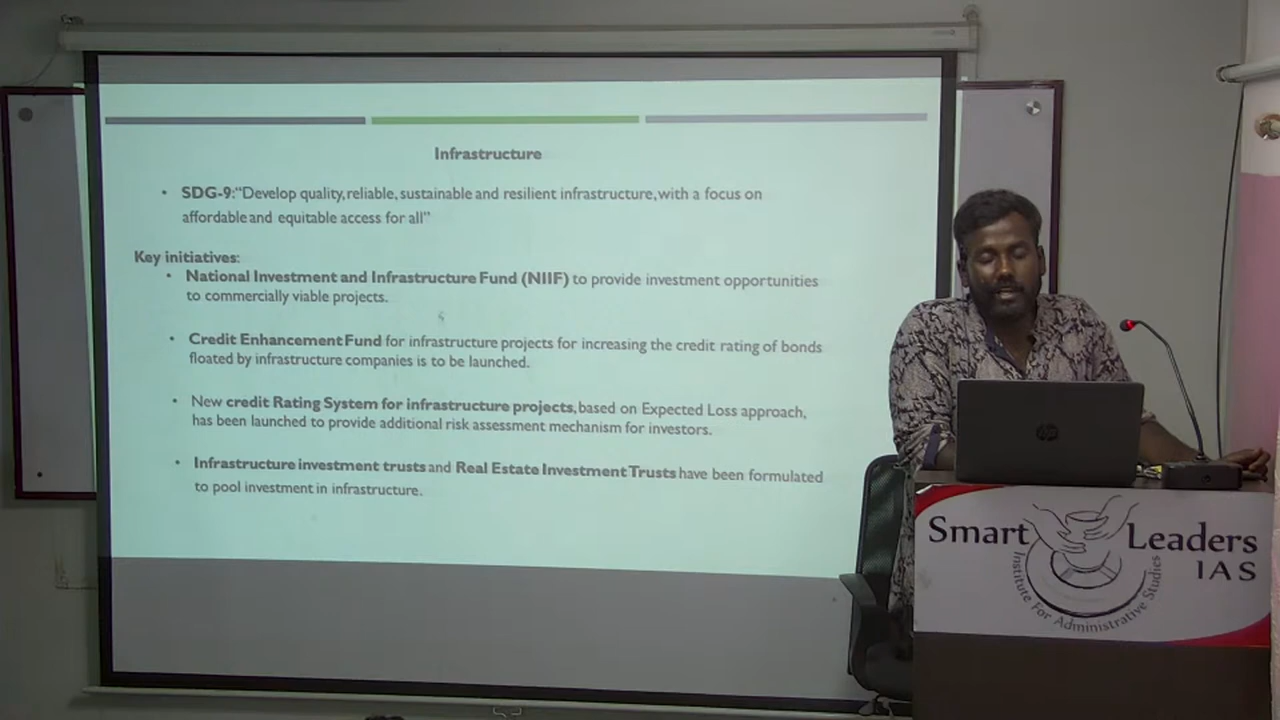 Infrastructure
• SDG-9:"Develop quality, reliable, sustainable and resilient infrastructure, with a focus on
affordable and equitable access for all"
Key initiatives:
• National Investment and Infrastructure Fund (NIIF) to provide investment opportunities
to commercially viable projects.
• Credit Enhancement Fund for infrastructure projects for increasing the credit rating of bonds
floated by infrastructure companies is to be launched.
• New credit Rating System for infrastructure projects, based on Expected Loss approach,
has been launched to provide additional risk assessment mechanism for investors.
• Infrastructure investment trusts and Real Estate Investment Trusts have been formulated
to pool investment in infrastructure.
hp
Smart Leaders
IAS
Institute For Administrative Studies